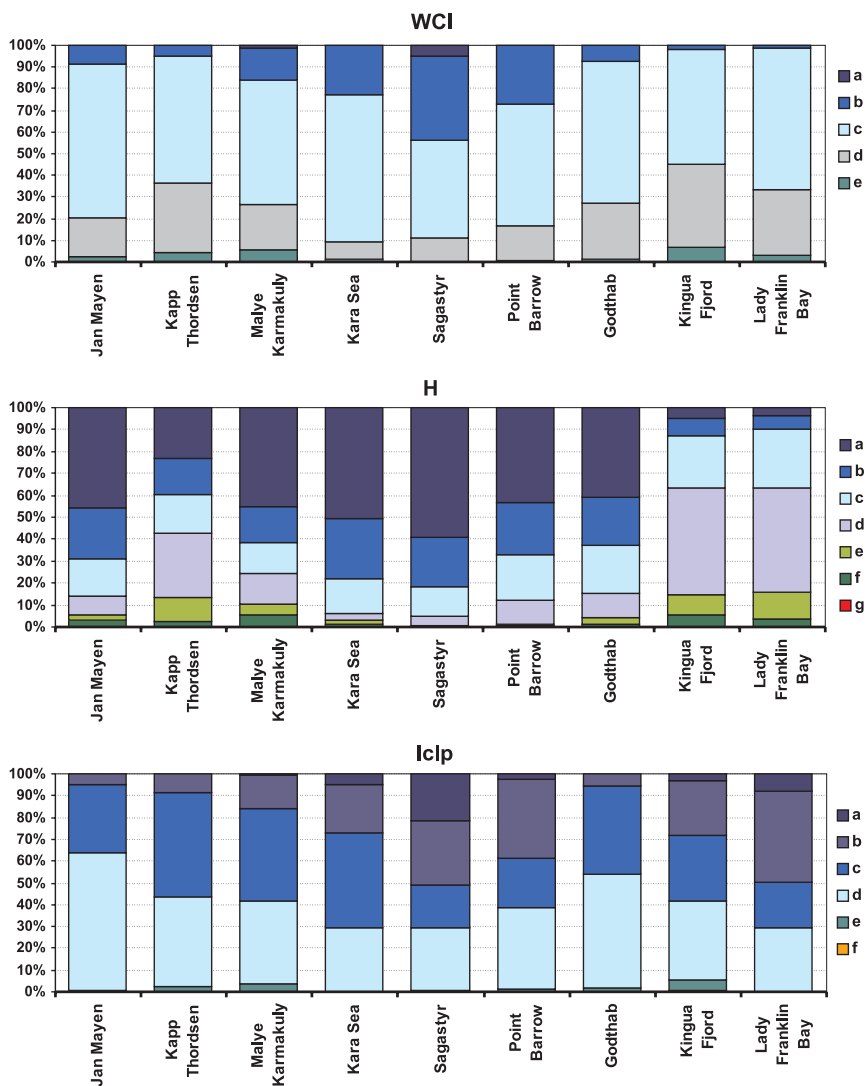 WCI
100%
90%
80%
70%
60%
50%
40%
30%
20%
10%
0%
a
b
c
d
e
Jan Mayen
Kapp
Thordsen
Malye
Karmakuly
Kara Sea
Sagastyr
Point
Barrow
Godthab
Kingua
Fjord
Lady
Franklin
Bay
H
100%
90%
80%
70%
60%
50%
40%
30%
20%
10%
0%
a
b
c
d
e
f
g
Jan Mayen
Kapp
Thordsen
Malye
Karmakuly
Kara Sea
Sagastyr
Point
Barrow
Godthab
Kingua
Fjord
Lady
Franklin
Bay
Iclp
100%
90%
80%
70%
60%
50%
40%
30%
20%
10%
0%
a
b
c
d
e
f
Jan Mayen
Kapp
Thordsen
Malye
Karmakuly
Kara Sea
Sagastyr
Point
Barrow
Godthab
Kingua
Fjord
Lady
Franklin
Bay